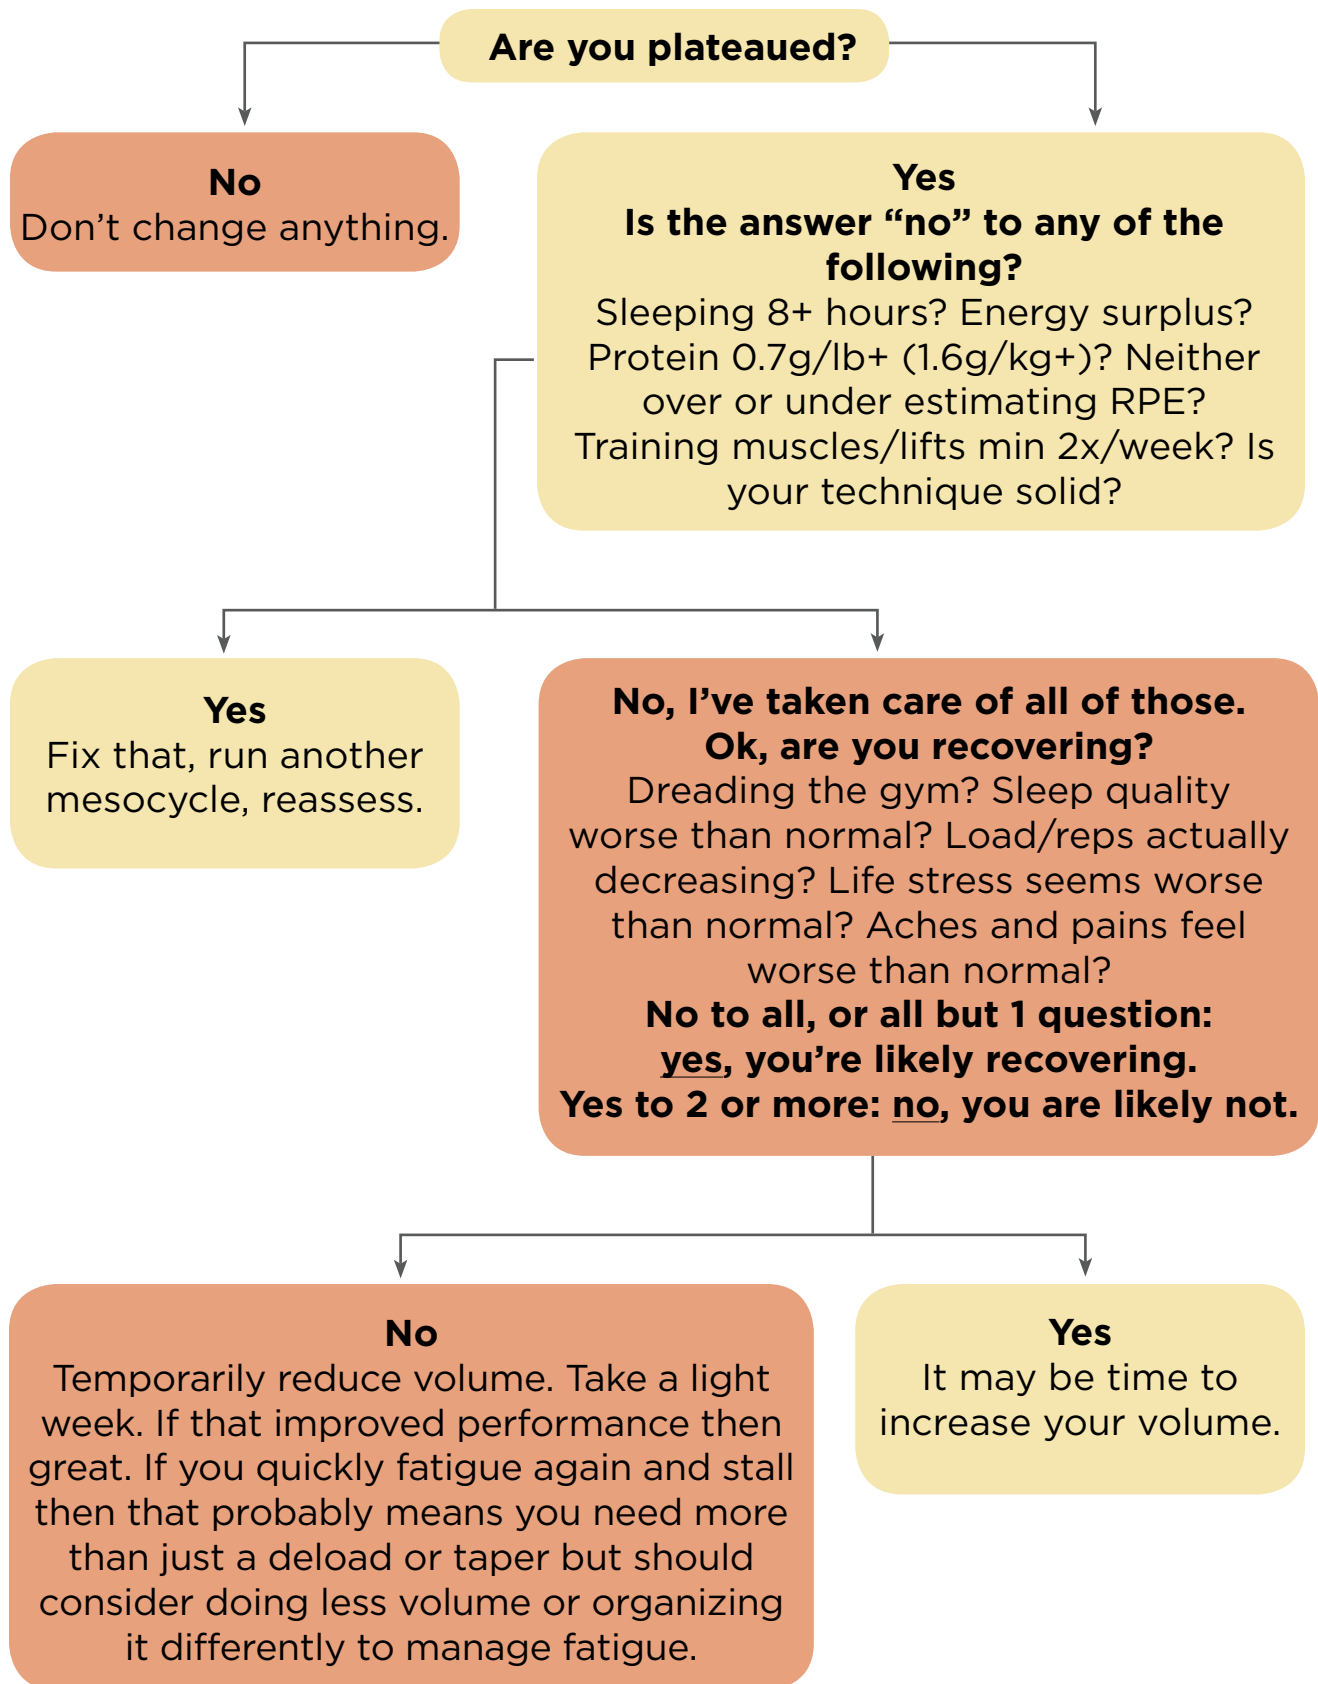 Are you plateaued?
No
Don't change anything.
Yes
Is the answer “no” to any of the
following?
Sleeping 8+ hours? Energy surplus?
Protein 0.7g/lb+ (1.6g/kg+)? Neither
over or under estimating RPE?
Training muscles/lifts min 2x/week? Is
your technique solid?
Yes
Fix that, run another
mesocycle, reassess.
No, I’ve taken care of all of those.
Ok, are you recovering?
Dreading the gym? Sleep quality
worse than normal? Load/reps actually
decreasing? Life stress seems worse
than normal? Aches and pains feel
worse than normal?
No to all, or all but 1 question:
yes, you’re likely recovering.
Yes to 2 or more: no, you are likely not.
No
Temporarily reduce volume. Take a light
week. If that improved performance then
great. If you quickly fatigue again and stall
then that probably means you need more
than just a deload or taper but should
consider doing less volume or organizing
it differently to manage fatigue.
Yes
It may be time to
increase your volume.